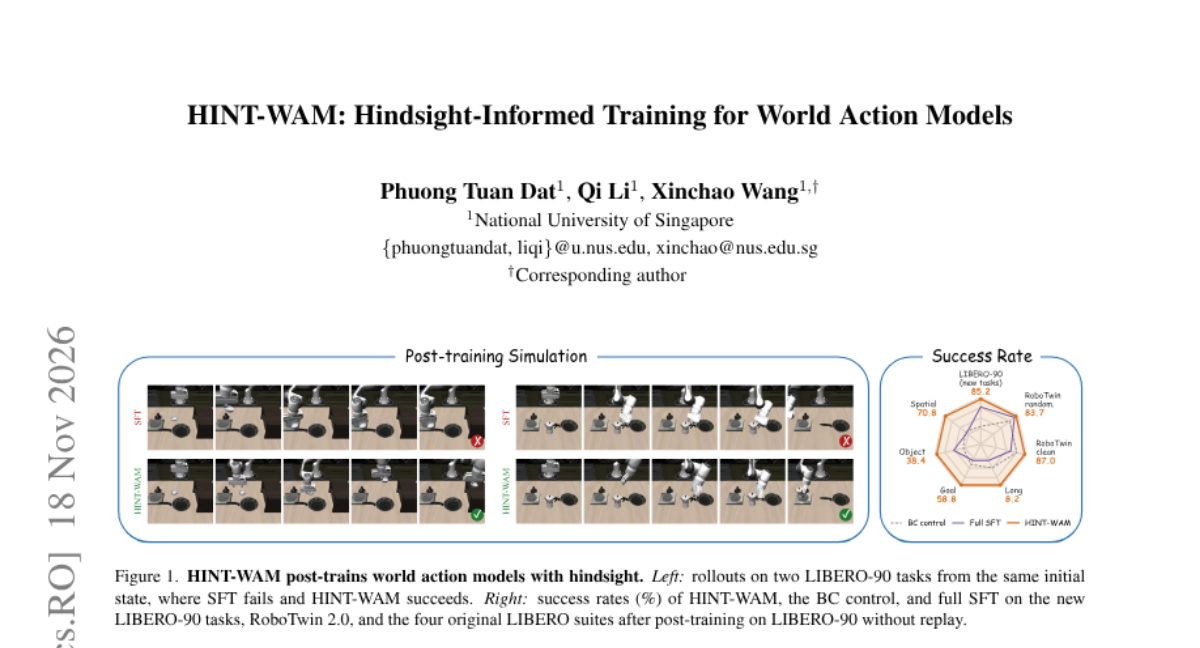 HINT-WAM: Hindsight-Informed Training for World Action Models
Phuong Tuan Dat¹, Qi Li¹, Xinchao Wang¹,†
¹National University of Singapore
{phuongtuandat, liqi}@u.nus.edu, xinchao@nus.edu.sg
†Corresponding author
cs.RO] 18 Nov 2026
Post-training Simulation
SFT
SFT
HINT-WAM
HINT-WAM
Success Rate
LIBERO-90
(new tasks)
85.2
RoboTwin
random
83.7
RoboTwin
clean
87.0
Long
8.2
Goal
58.8
Object
38.4
Spatial
70.8
BC control
Full SFT
HINT-WAM
Figure 1. HINT-WAM post-trains world action models with hindsight. Left: rollouts on two LIBERO-90 tasks from the same initial
state, where SFT fails and HINT-WAM succeeds. Right: success rates (%) of HINT-WAM, the BC control, and full SFT on the new
LIBERO-90 tasks, RoboTwin 2.0, and the four original LIBERO suites after post-training on LIBERO-90 without replay.